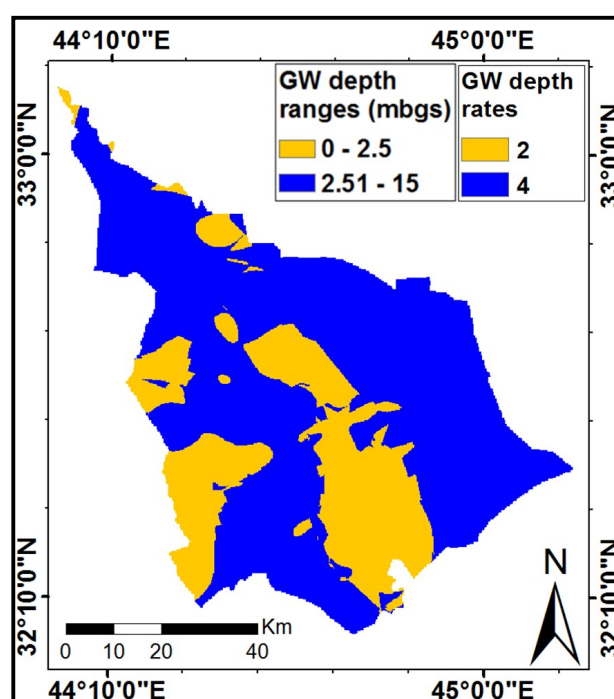 44°10'0"E
45°0'0"E
GW depth
ranges (mbgs)
0 - 2.5
2.51 - 15
GW depth
rates
2
4
33°0'0"N
33°0'0"N
32°10'0"N
32°10'0"N
N
Km
0 10 20 40
44°10'0"E
45°0'0"E